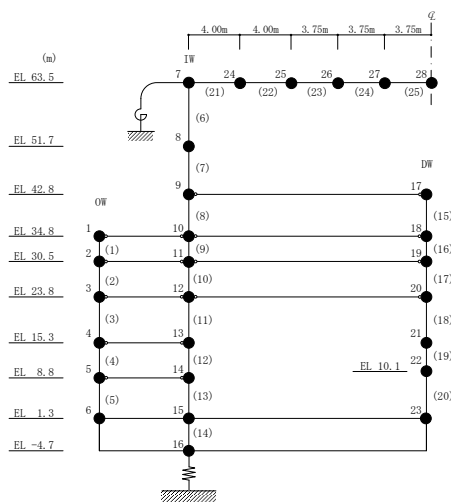 ℄
4.00m 4.00m 3.75m 3.75m 3.75m
(m) IW
EL 63.5 7 24 25 26 27 28
(21) (22) (23) (24) (25)
(6)
EL 51.7 8
(7) DW
EL 42.8 9 17
OW (8) (15)
EL 34.8 1 10 18
(1) (9) (16)
EL 30.5 2 11 19
(2) (10) (17)
EL 23.8 3 12 20
(3) (11) (18)
EL 15.3 4 13 21
(4) (12) (19)
EL 10.1 22
EL 8.8 5 14
(5) (13) (20)
EL 1.3 6 15 23
(14)
EL -4.7 16